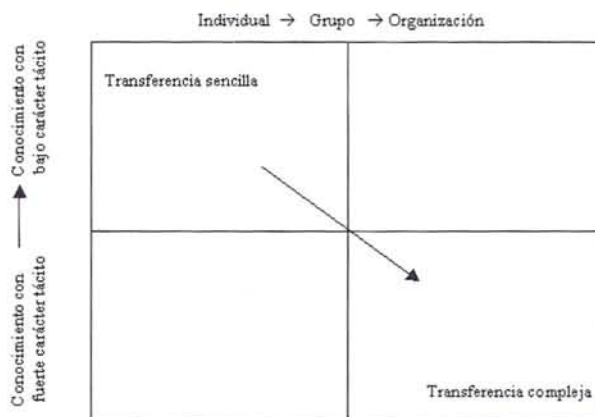 Individual → Grupo → Organización
Conocimiento con
bajo carácter tácito
Transferencia sencilla
Conocimiento con
fuerte carácter tácito
Transferencia compleja